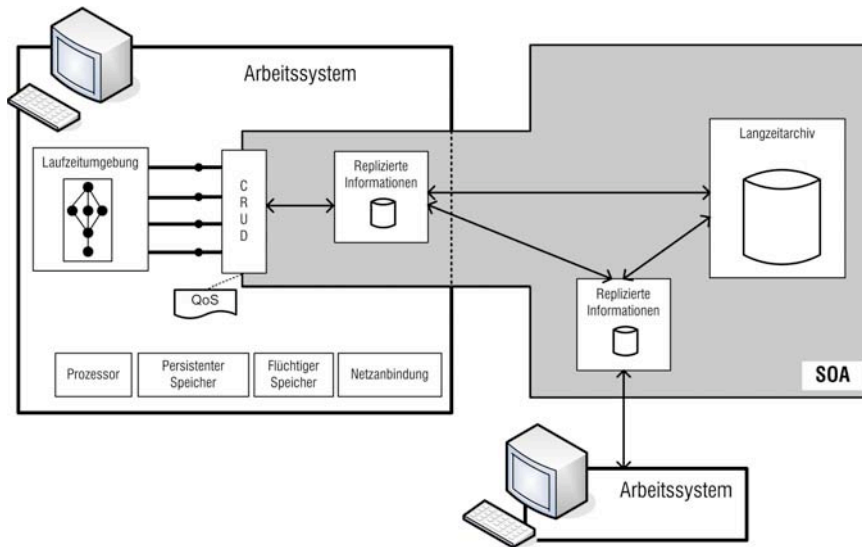 Arbeitssystem
Laufzeitumgebung
C
R
U
D
Replizierte
Informationen
Langzeitarchiv
QoS
Replizierte
Informationen
Prozessor
Persistenter
Speicher
Flüchtiger
Speicher
Netzanbindung
SOA
Arbeitssystem